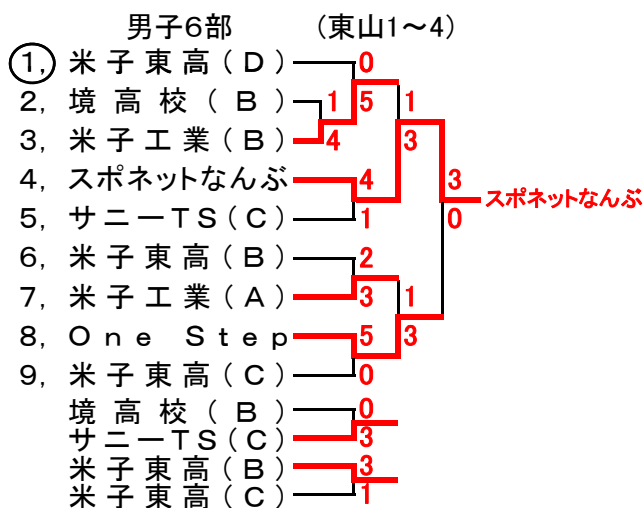 男子6部 (東山1~4)
①, 米子東高(D) 0
2, 境高校(B) 1 5 1
3, 米子工業(B) 4 3
4, スポネットなんぶ 4 3
スポネットなんぶ
5, サニーTS(C) 1 0
6, 米子東高(B) 2
7, 米子工業(A) 3 1
8, One Step 5 3
9, 米子東高(C) 0
境高校(B) 0
サニーTS(C) 3
米子東高(B) 3
米子東高(C) 1